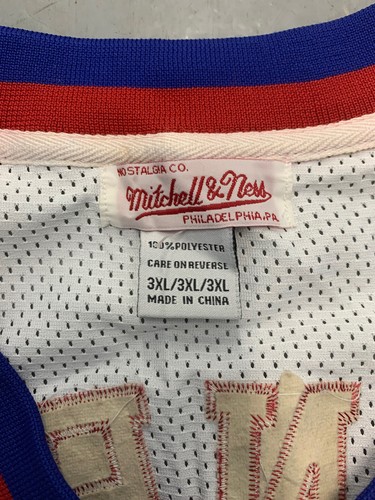 NOSTALGIA CO.
Mitchell & Ness
PHILADELPHIA, PA
100% POLYESTER
CARE ON REVERSE
3XL/3XL/3XL
MADE IN CHINA